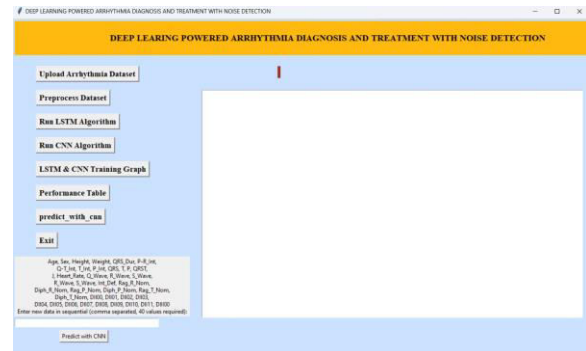 DEEP LEARNING POWERED ARRHYTHMIA DIAGNOSIS AND TREATMENT WITH NOISE DETECTION
DEEP LEARING POWERED ARRHYTHMIA DIAGNOSIS AND TREATMENT WITH NOISE DETECTION
Upload Arrhythmia Dataset
Preprocess Dataset
Run LSTM Algorithm
Run CNN Algorithm
LSTM & CNN Training Graph
Performance Table
predict_with_cnn
Exit
Age, Sex, Height, Weight, QRS_Dur, P-R_Int,
Q-T_Int, T_Int, P_Int, QRS, T, P, QRST,
J, Heart_Rate, Q_Wave, R_Wave, S_Wave,
R'_Wave, S'_Wave, Int_Def, Rag_R_Nom,
Diph_R_Nom, Rag_P_Nom, Diph_P_Nom, Rag_T_Nom,
Diph_T_Nom, DII00, DII01, DII02, DII03,
DII04, DII05, DII06, DII07, DII08, DII09, DII10, DII11, DIII00
Enter new data in sequential (comma separated, 40 values required):
Predict with CNN